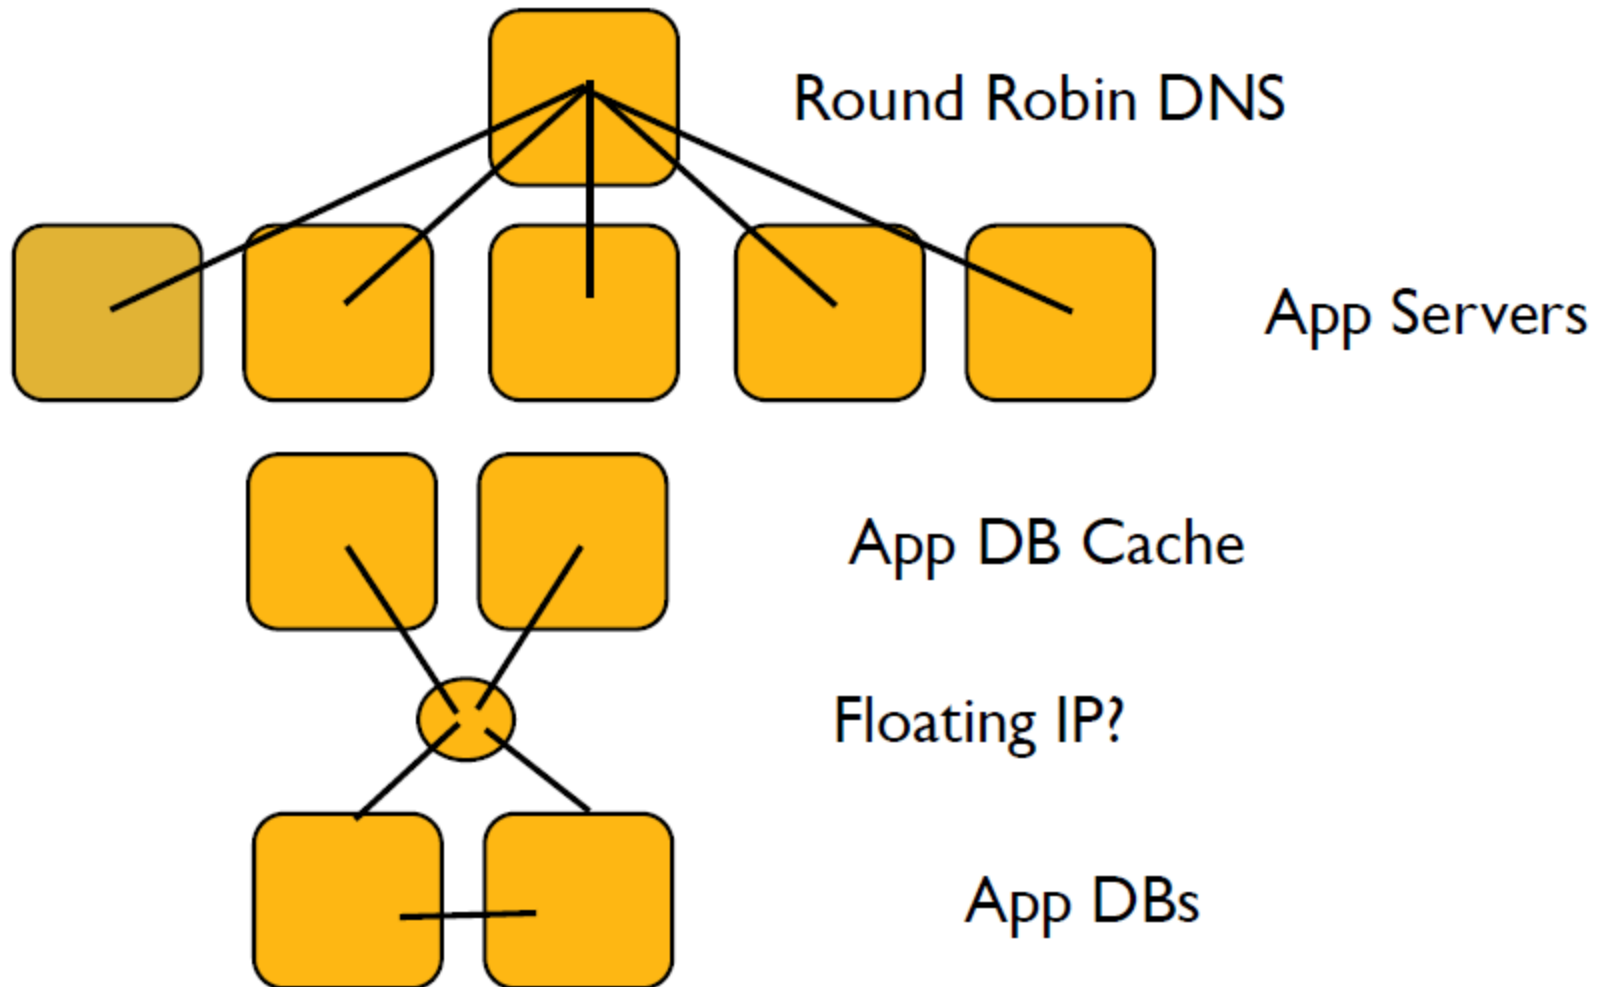 Round Robin DNS
App Servers
App DB Cache
Floating IP?
App DBs